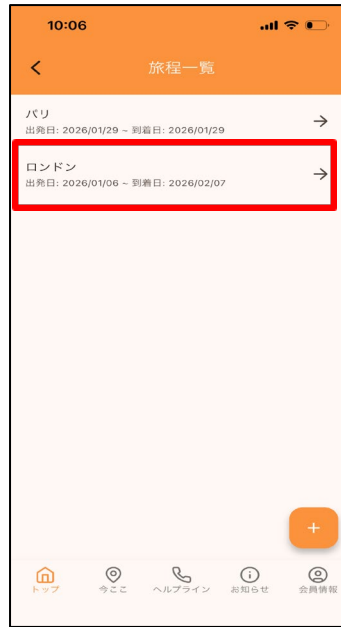 10:06
旅程一覧
パリ
出発日: 2026/01/29 ~ 到着日: 2026/01/29
ロンドン
出発日: 2026/01/06 ~ 到着日: 2026/02/07
+
トップ
今ここ
ヘルプライン
お知らせ
会員情報